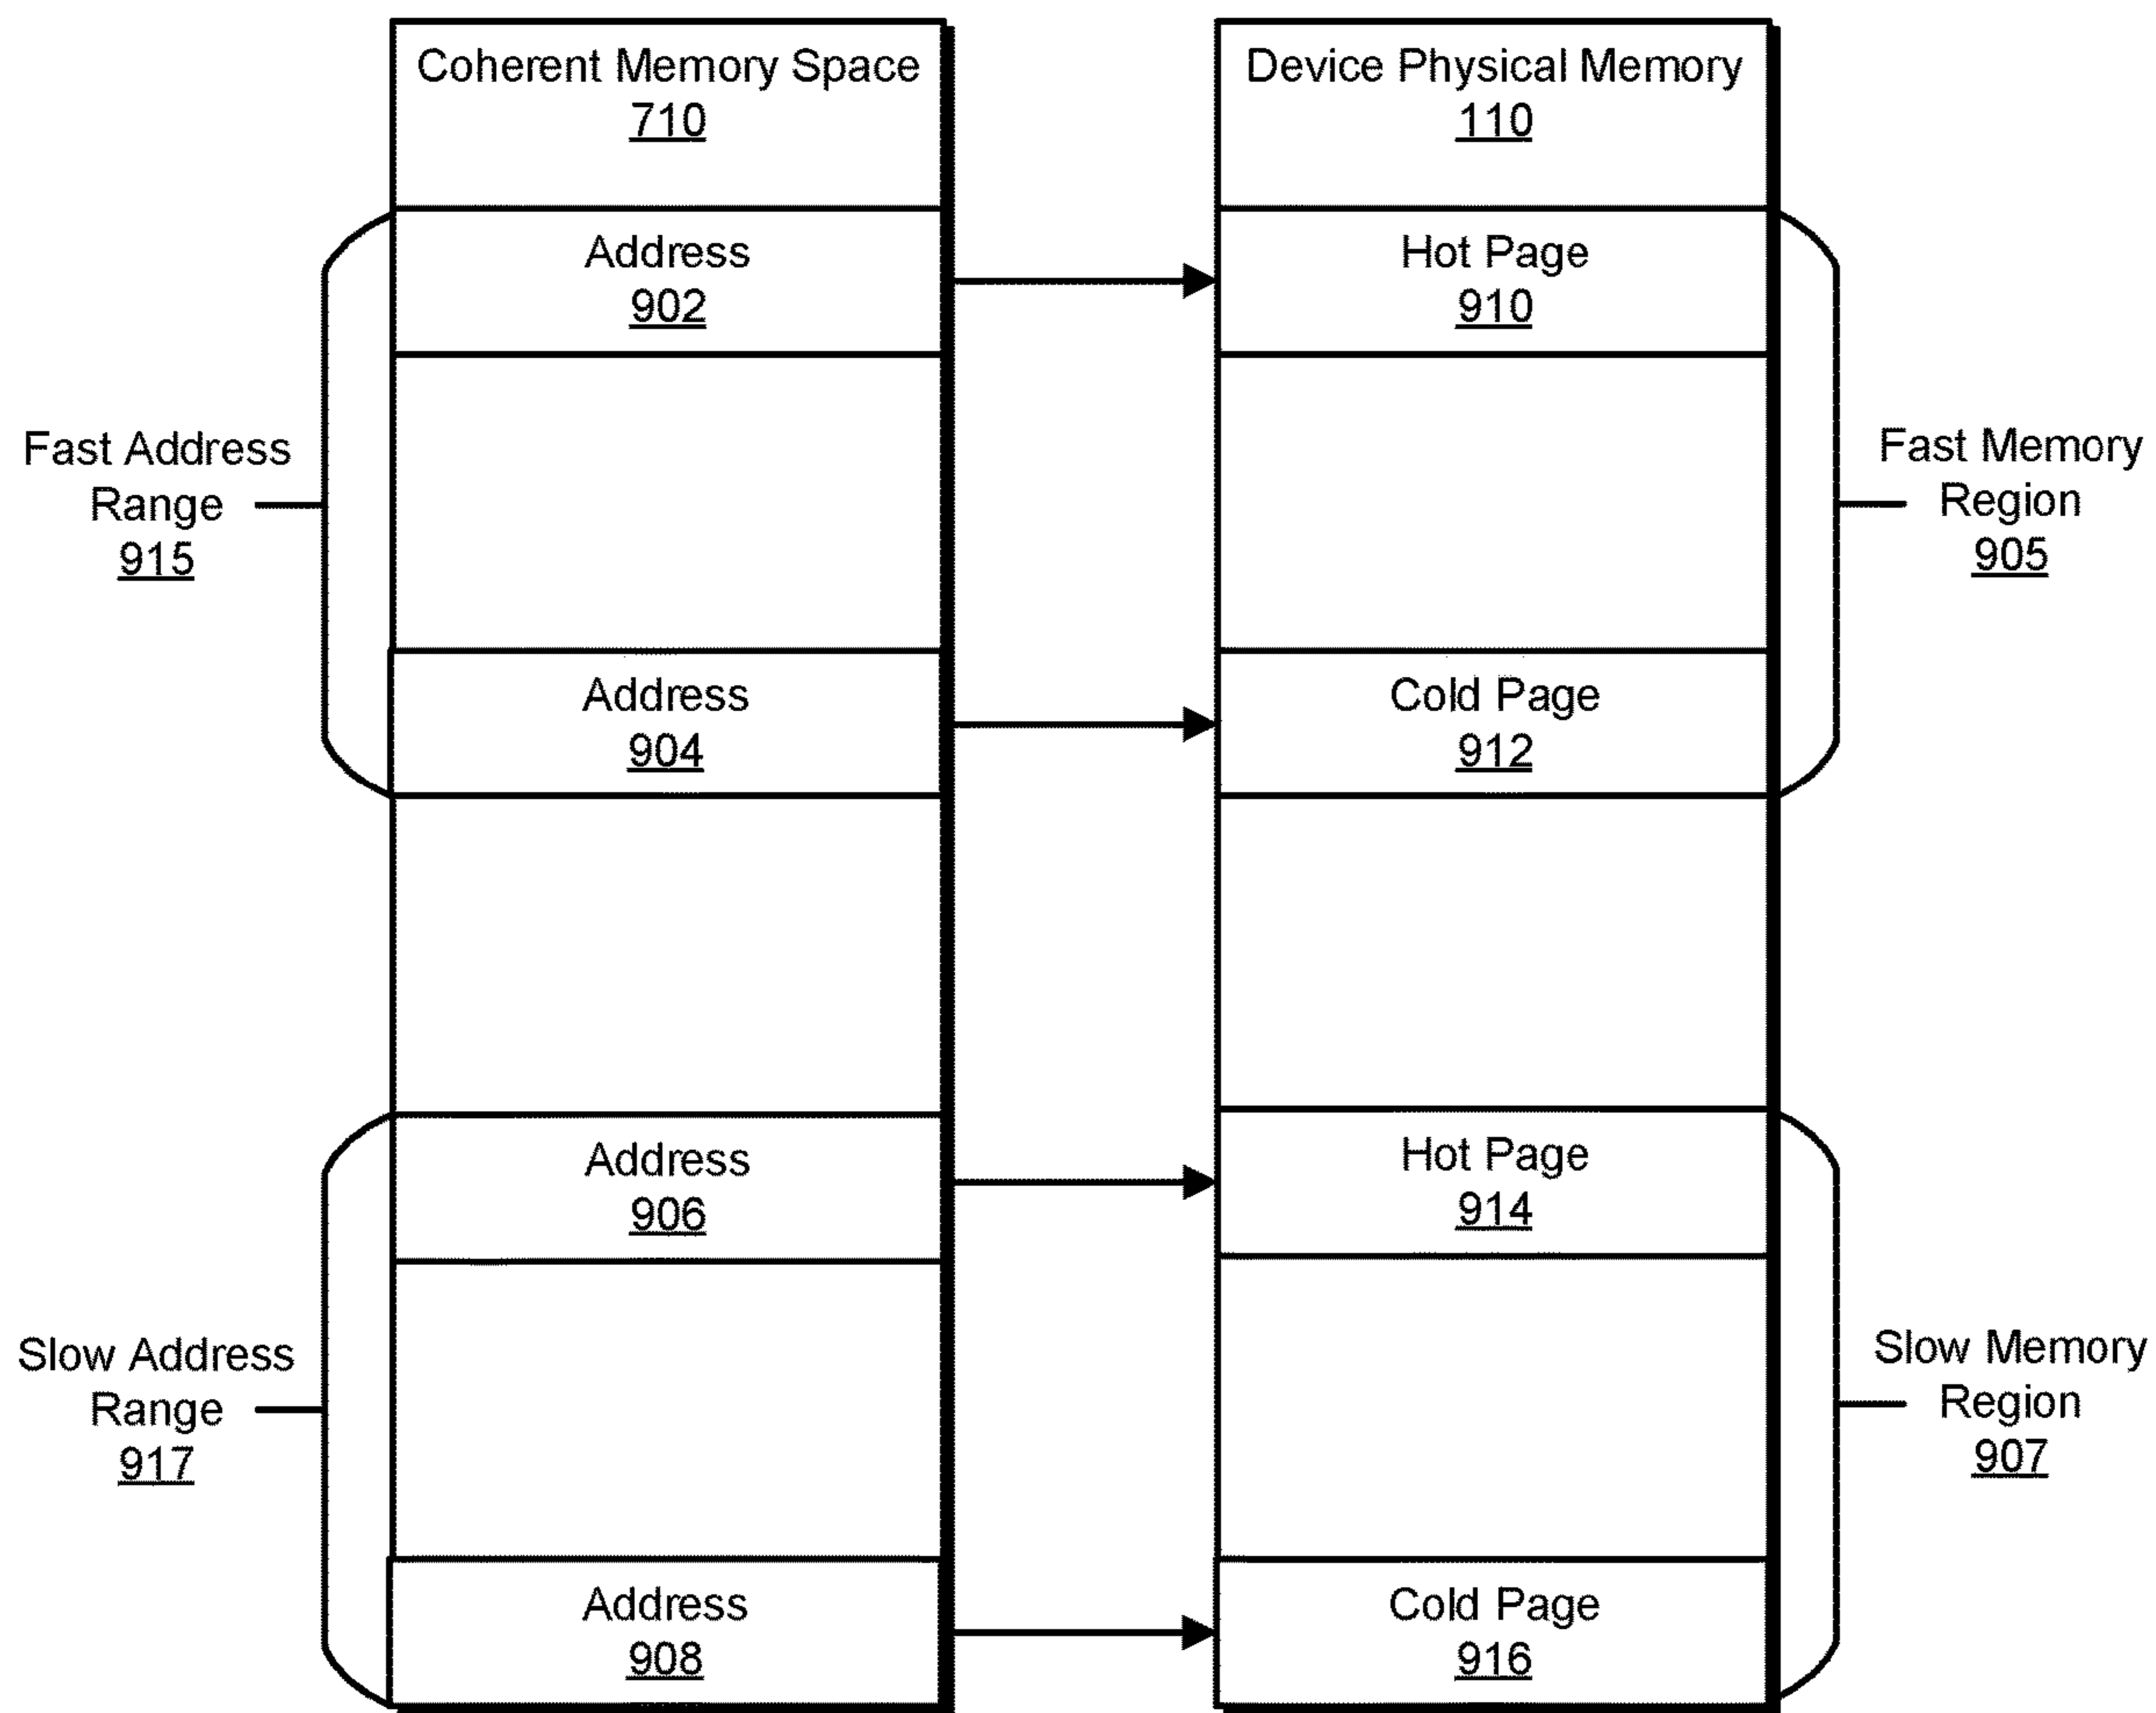 Coherent Memory Space
710
Device Physical Memory
110
Address
902
Hot Page
910
Fast Address
Range
915
Fast Memory
Region
905
Address
904
Cold Page
912
Address
906
Hot Page
914
Slow Address
Range
917
Slow Memory
Region
907
Address
908
Cold Page
916